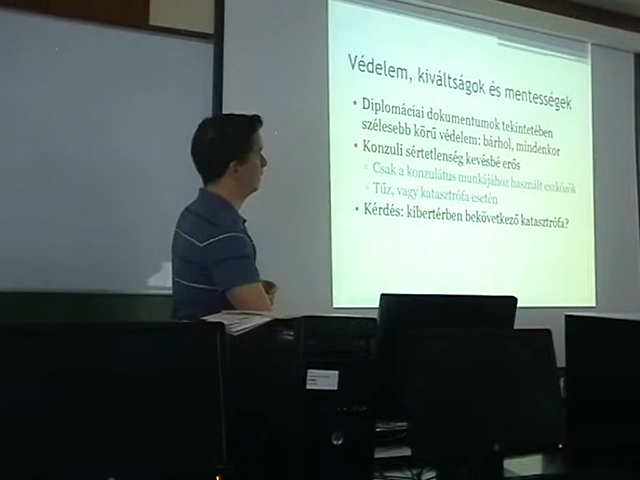 Védelem, kiváltságok és mentességek
• Diplomáciai dokumentumok tekintetében
szélesebb körű védelem: bárhol, mindenkor
• Konzuli sértetlenség kevésbé erős
▫ Csak a konzulátus munkájához használt eszközök
▫ Tűz, vagy katasztrófa esetén
• Kérdés: kibertérben bekövetkező katasztrófa?